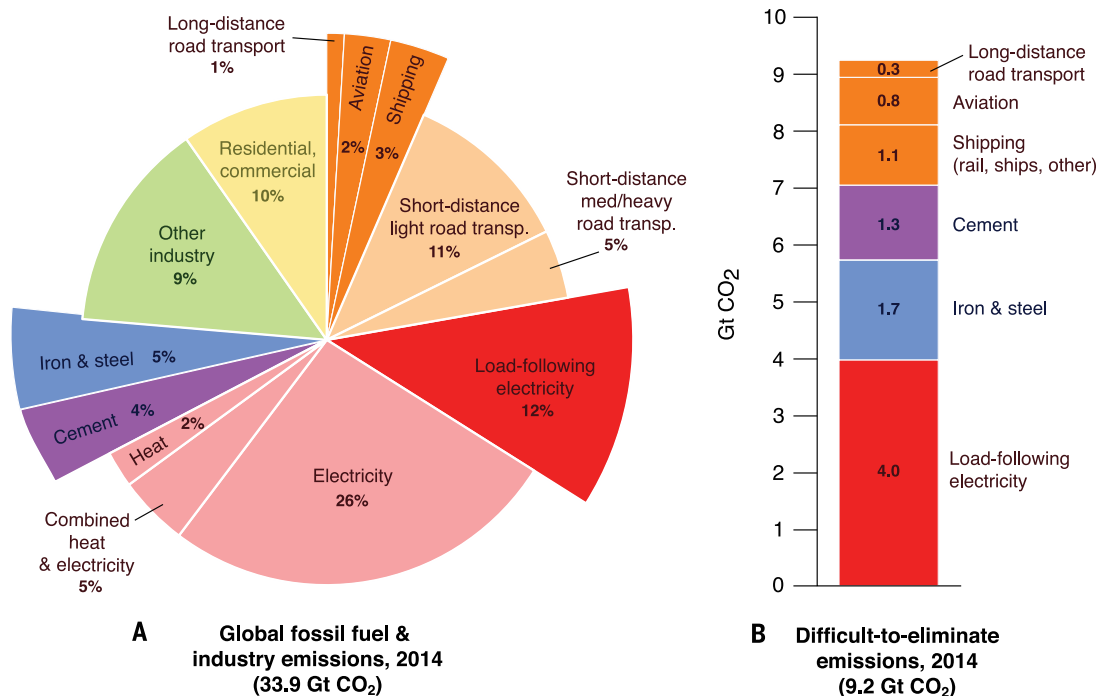 Long-distance
road transport
1%
Aviation
2%
Shipping
3%
Residential,
commercial
10%
Short-distance
light road transp.
11%
Short-distance
med/heavy
road transp.
5%
Other
industry
9%
Iron & steel 5%
Cement 4%
Heat 2%
Load-following
electricity
12%
Electricity
26%
Combined
heat
& electricity
5%
A Global fossil fuel &
industry emissions, 2014
(33.9 Gt CO₂)
Gt CO2
10
9
8
7
6
5
4
3
2
1
0
0.3
Long-distance
road transport
0.8
Aviation
1.1
Shipping
(rail, ships, other)
1.3
Cement
1.7
Iron & steel
4.0
Load-following
electricity
B Difficult-to-eliminate
emissions, 2014
(9.2 Gt CO₂)